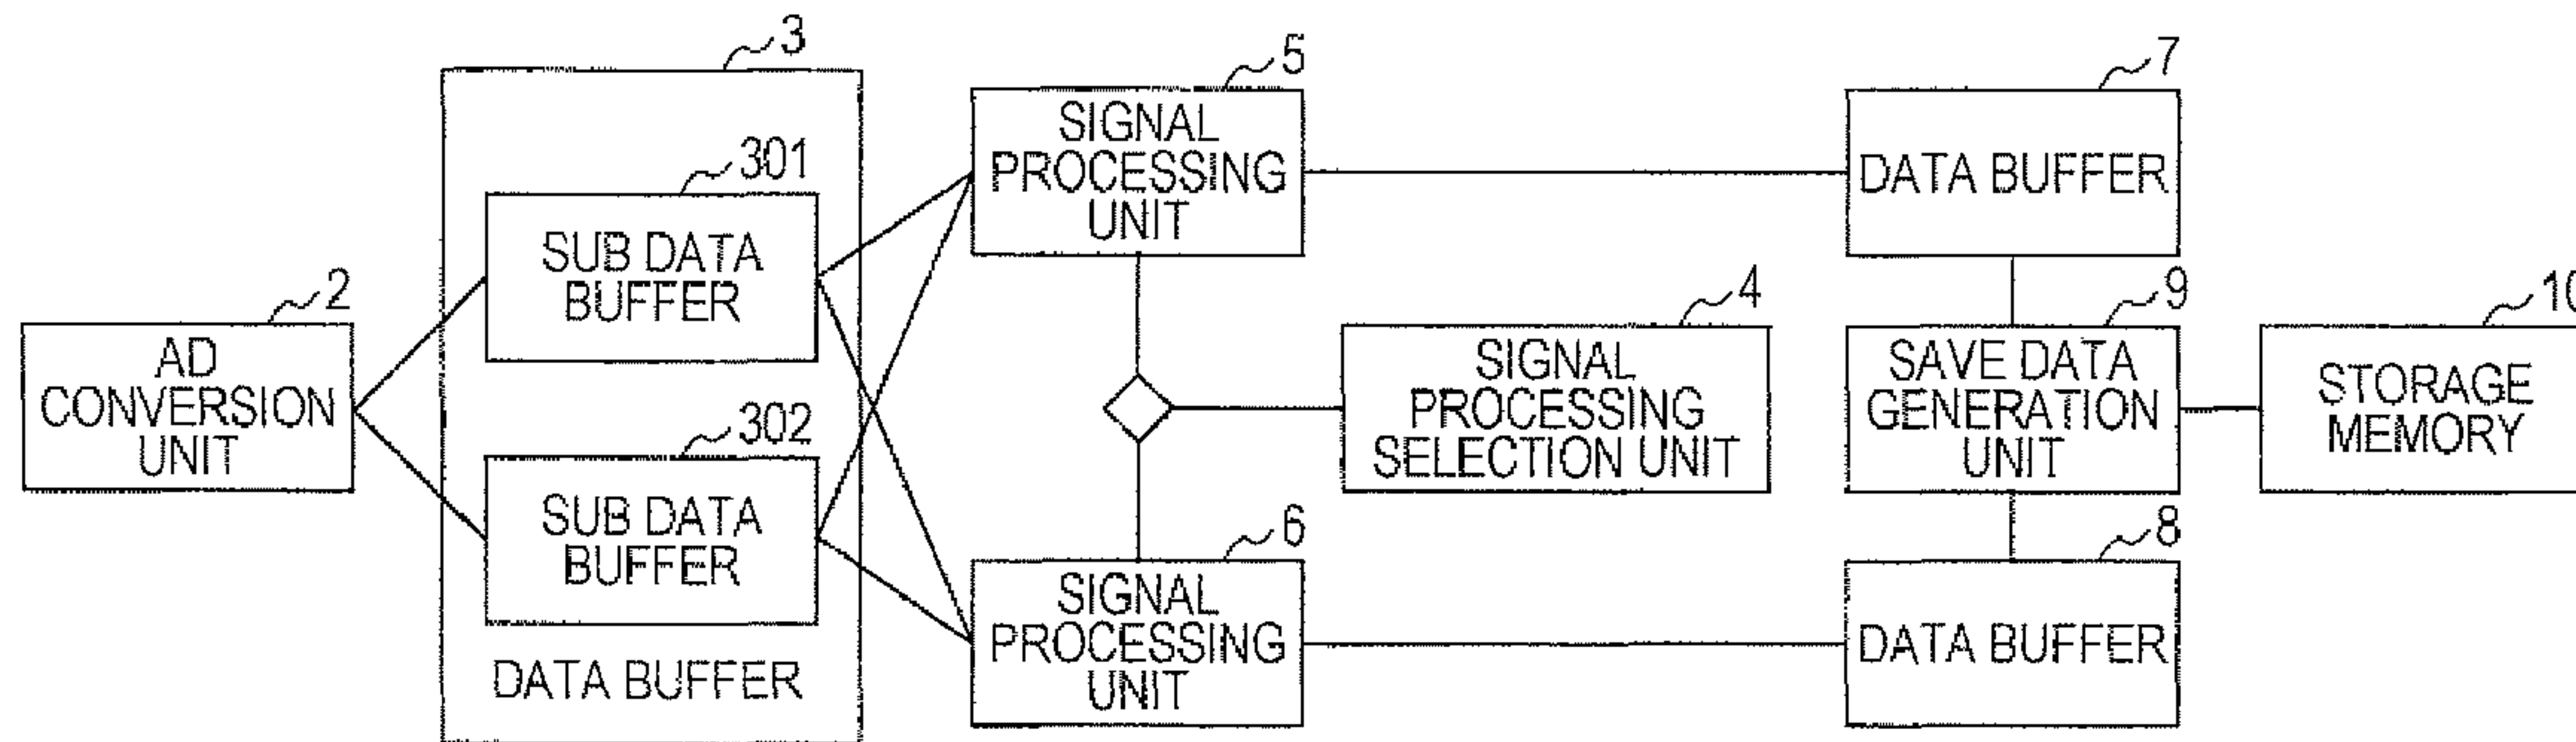 3
5
7
SIGNAL
PROCESSING
UNIT
DATA BUFFER
301
SUB DATA
BUFFER
2
AD
CONVERSION
UNIT
4
SIGNAL
PROCESSING
SELECTION UNIT
9
SAVE DATA
GENERATION
UNIT
10
STORAGE
MEMORY
302
SUB DATA
BUFFER
DATA BUFFER
6
SIGNAL
PROCESSING
UNIT
8
DATA BUFFER